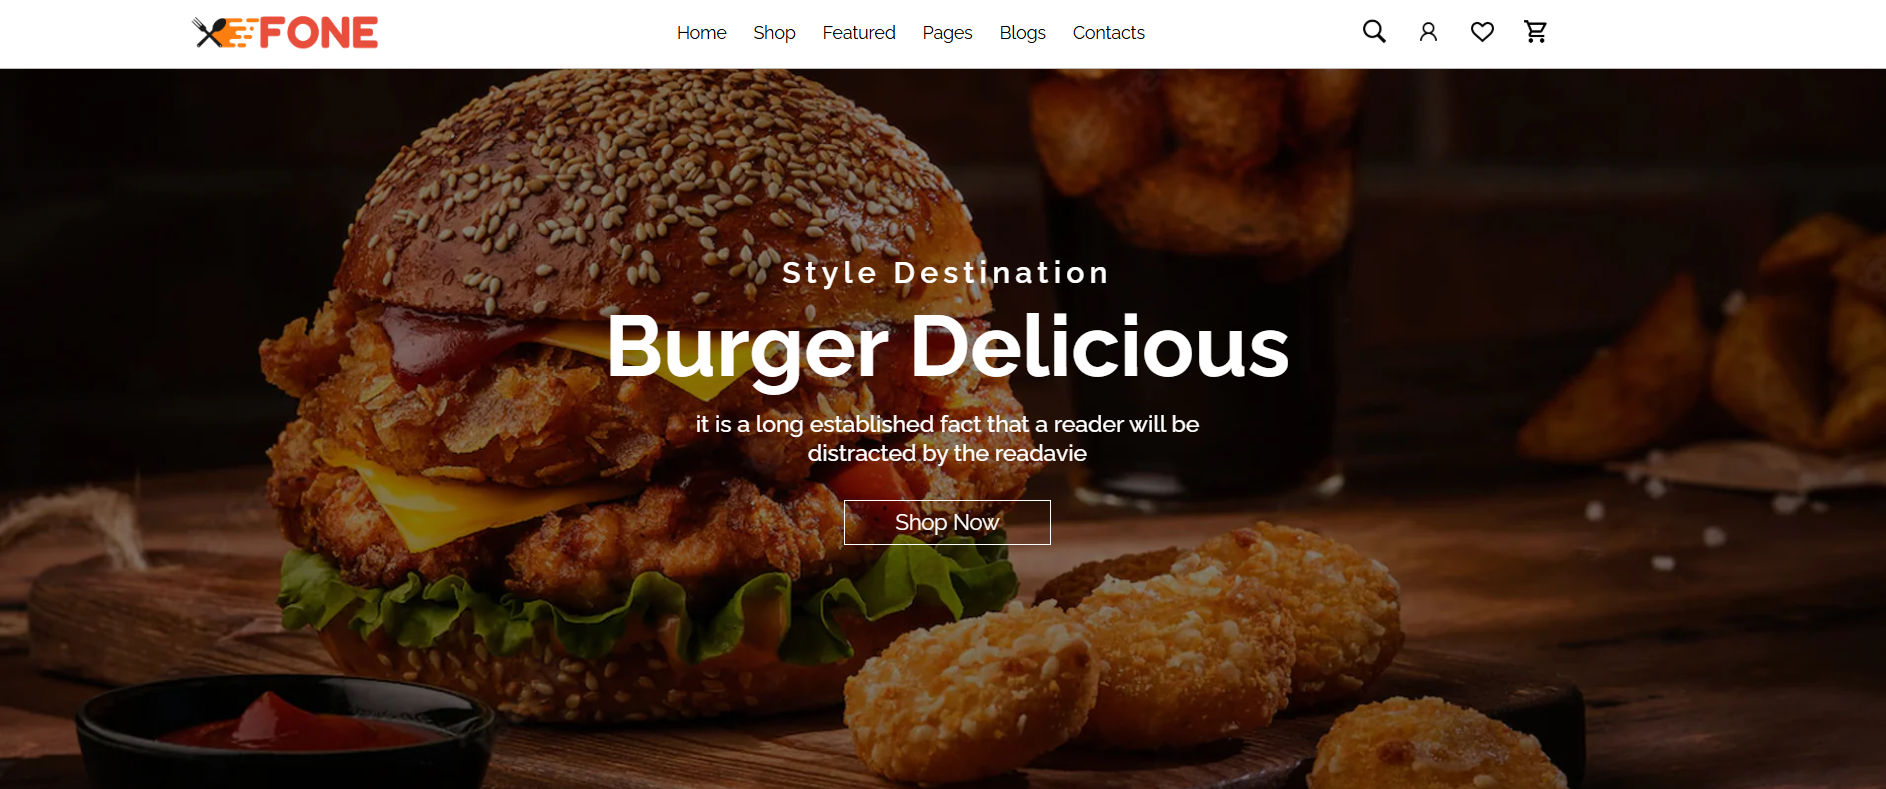 FONE
Home Shop Featured Pages Blogs Contacts
Style Destination
Burger Delicious
it is a long established fact that a reader will be
distracted by the readavie
Shop Now